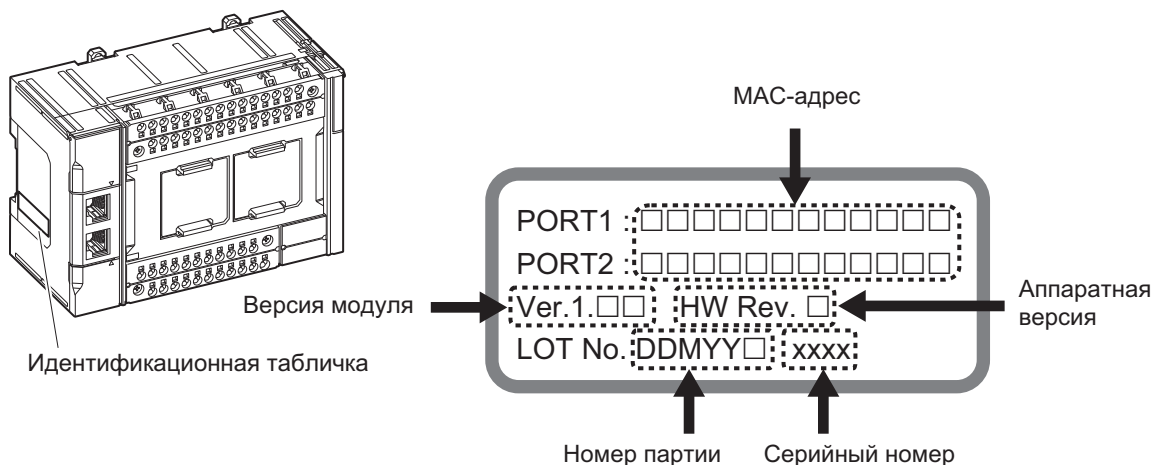 MAC-адрес
PORT1 :□□□□□□□□□□□□
PORT2 :□□□□□□□□□□□□
Версия модуля
Ver.1.□□ HW Rev. □
Аппаратная
версия
LOT No. DDMYY□ xxxx
Идентификационная табличка
Номер партии
Серийный номер